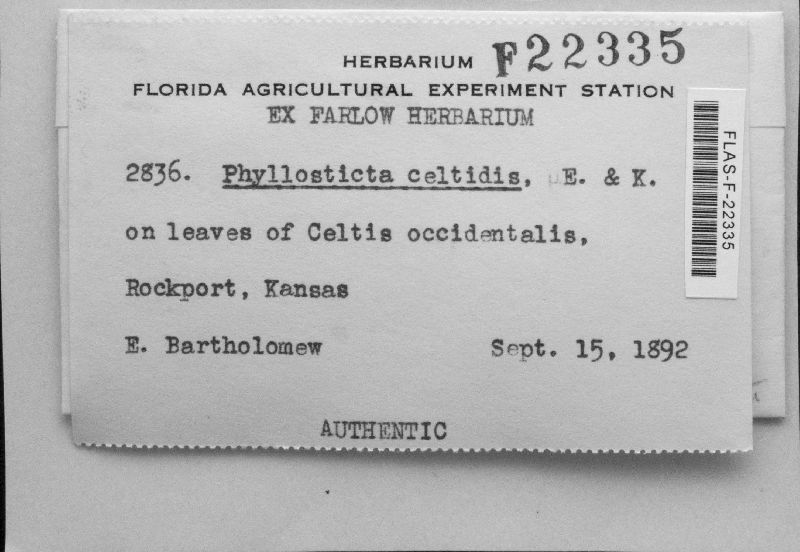 HERBARIUM F22335
FLORIDA AGRICULTURAL EXPERIMENT STATION
EX FARLOW HERBARIUM
2836. Phyllosticta celtidis, E. & K.
on leaves of Celtis occidentalis,
Rockport, Kansas
E. Bartholomew Sept. 15, 1892
AUTHENTIC
FLAS-F-22335